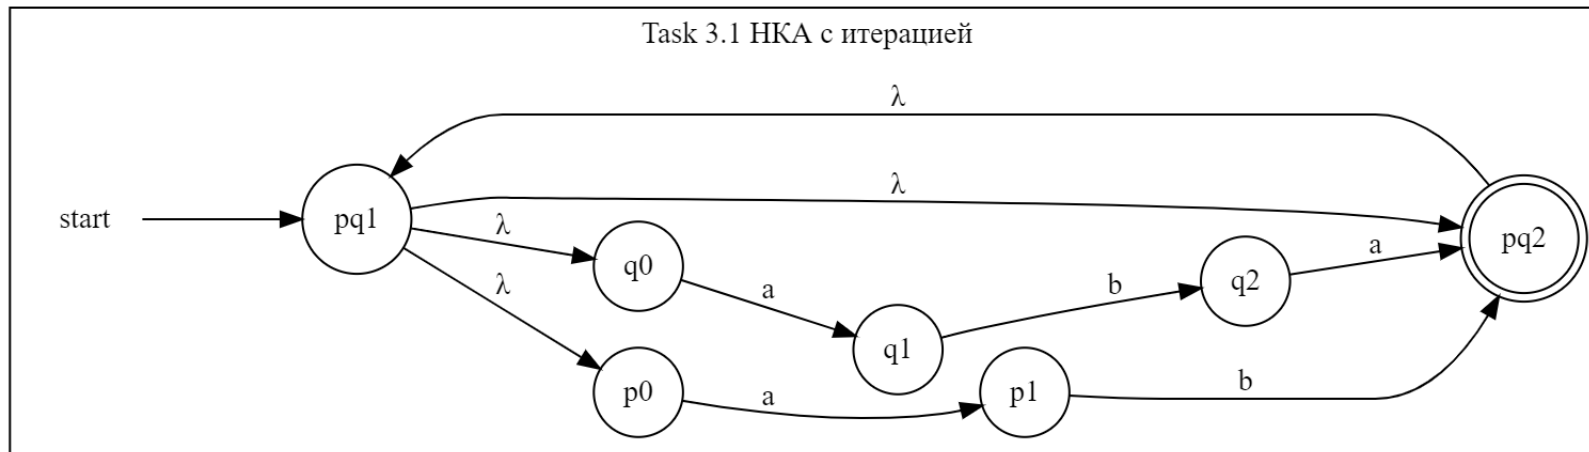 Task 3.1 НКА с итерацией
λ
λ
start
pq1
λ
q0
a
b
q2
a
pq2
λ
q1
p0
a
p1
b